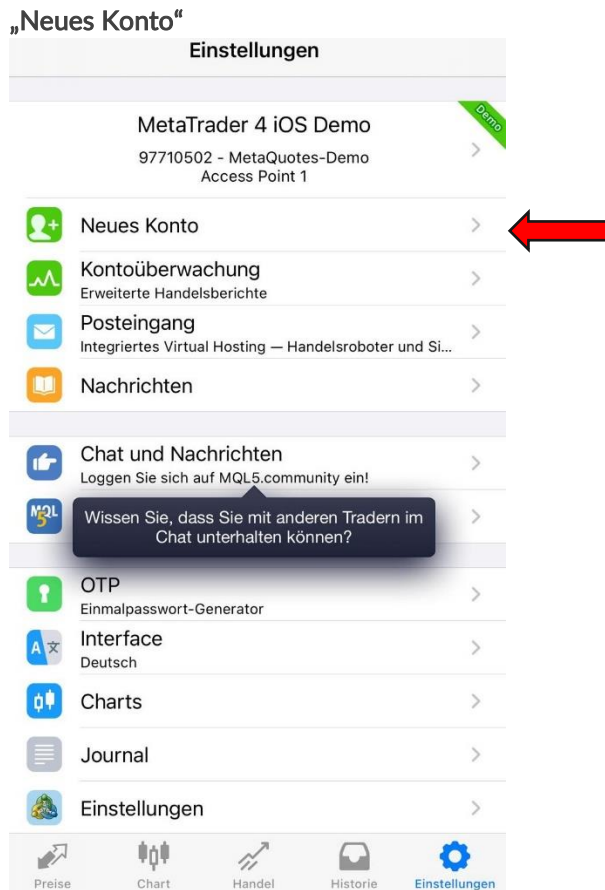 „Neues Konto“
Einstellungen
MetaTrader 4 iOS Demo
Demo
97710502 - MetaQuotes-Demo
Access Point 1
Neues Konto
Kontoüberwachung
Erweiterte Handelsberichte
Posteingang
Integriertes Virtual Hosting — Handelsroboter und Si...
Nachrichten
Chat und Nachrichten
Loggen Sie sich auf MQL5.community ein!
MQL
5
Wissen Sie, dass Sie mit anderen Tradern im
Chat unterhalten können?
OTP
Einmalpasswort-Generator
A 文
Interface
Deutsch
Charts
Journal
Einstellungen
Preise
Chart
Handel
Historie
Einstellungen